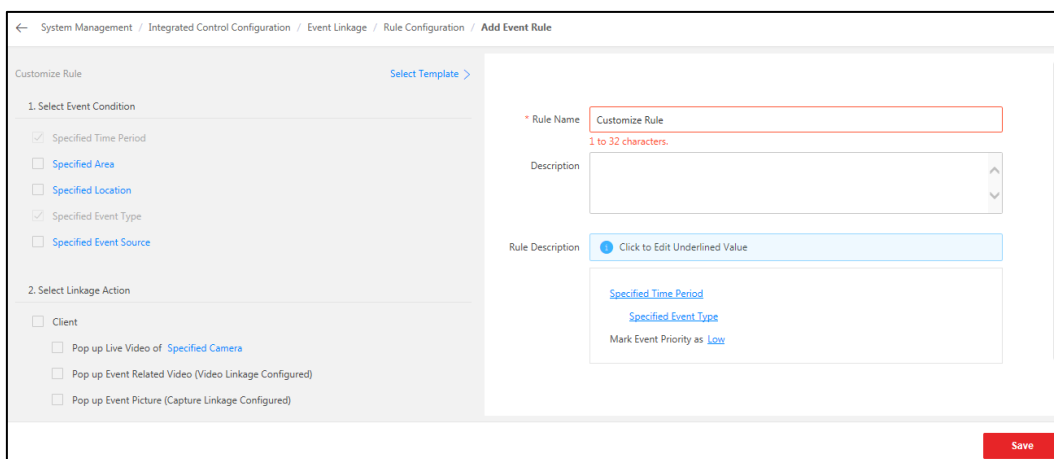 ← System Management / Integrated Control Configuration / Event Linkage / Rule Configuration / Add Event Rule
Customize Rule Select Template >
1. Select Event Condition
Specified Time Period
Specified Area
Specified Location
Specified Event Type
Specified Event Source
2. Select Linkage Action
Client
Pop up Live Video of Specified Camera
Pop up Event Related Video (Video Linkage Configured)
Pop up Event Picture (Capture Linkage Configured)
* Rule Name Customize Rule
1 to 32 characters.
Description
Rule Description Click to Edit Underlined Value
Specified Time Period
Specified Event Type
Mark Event Priority as Low
Save